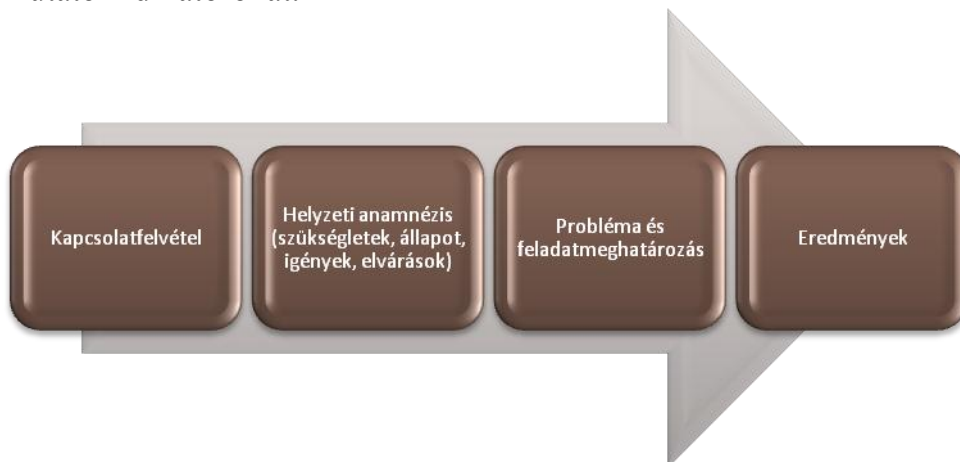 Kapcsolatfelvétel
Helyzeti anamnézis
(szükségletek, állapot,
igények, elvárások)
Probléma és
feladatmeghatározás
Eredmények